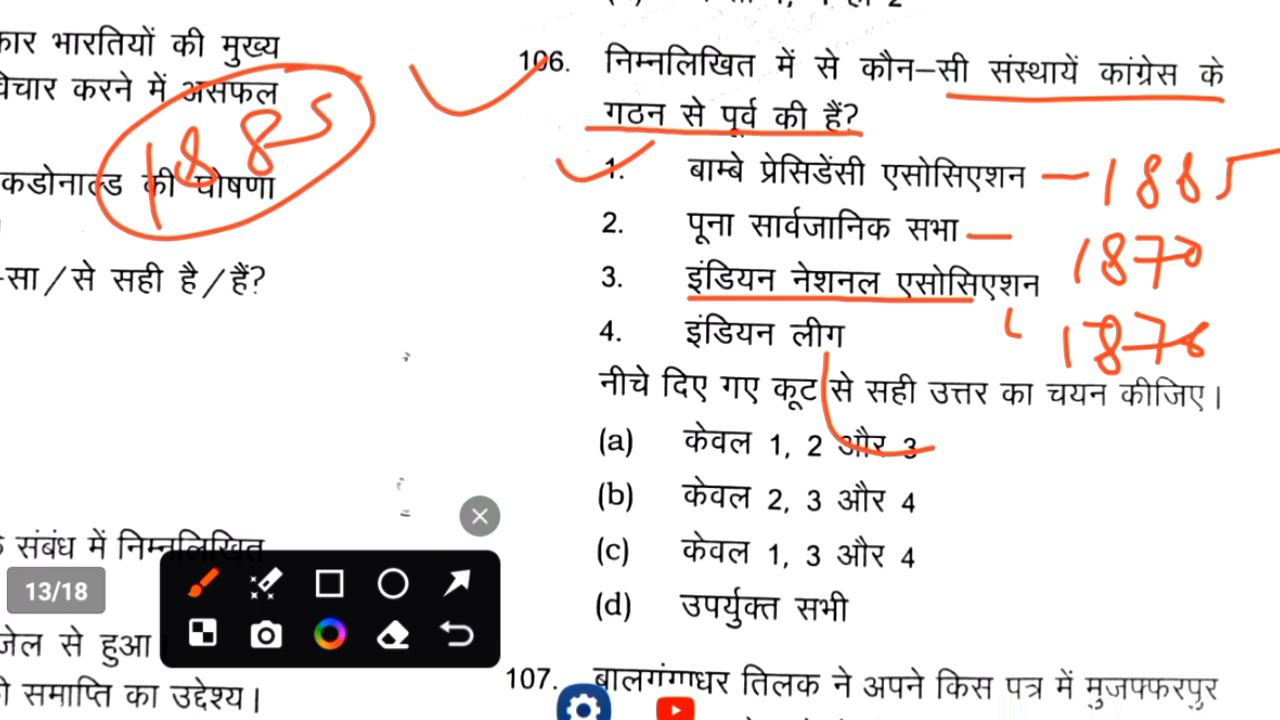 कार भारतियों की मुख्य
विचार करने में असफल
1885
कडोनाल्ड की घोषणा
-सा/से सही है/हैं?
संबंध में निम्नलिखित
13/18
जेल से हुआ
समाप्ति का उद्देश्य।
106. निम्नलिखित में से कौन-सी संस्थायें कांग्रेस के
गठन से पूर्व की हैं?
1. बाम्बे प्रेसिडेंसी एसोसिएशन – 1885
2. पूना सार्वजानिक सभा – 1870
3. इंडियन नेशनल एसोसिएशन 1876
4. इंडियन लीग
नीचे दिए गए कूट से सही उत्तर का चयन कीजिए।
(a) केवल 1, 2 और 3
(b) केवल 2, 3 और 4
(c) केवल 1, 3 और 4
(d) उपर्युक्त सभी
107. बालगंगाधर तिलक ने अपने किस पत्र में मुजफ्फरपुर